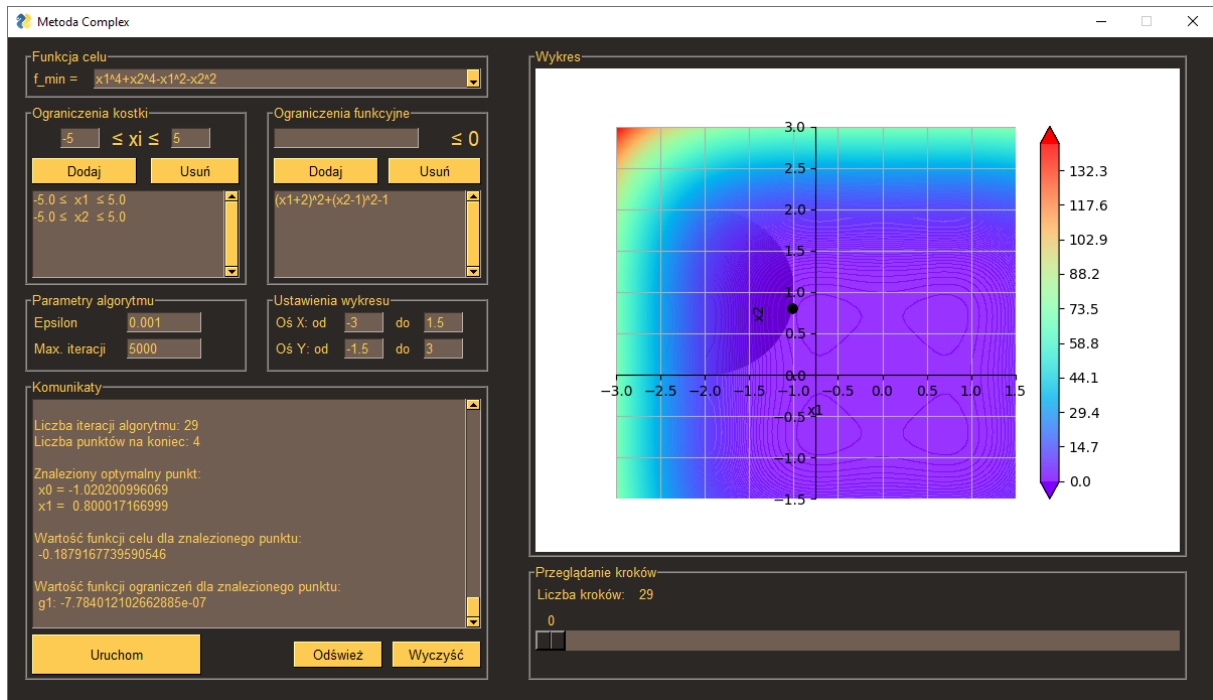 Metoda Complex
Funkcja celu
f_min = x1^4+x2^4-x1^2-x2^2
Ograniczenia kostki
-5 ≤ xi ≤ 5
Dodaj Usuń
-5.0 ≤ x1 ≤ 5.0
-5.0 ≤ x2 ≤ 5.0
Ograniczenia funkcyjne
≤ 0
Dodaj Usuń
(x1+2)^2+(x2-1)^2-1
Parametry algorytmu
Epsilon 0.001
Max. iteracji 5000
Ustawienia wykresu
Oś X: od -3 do 1.5
Oś Y: od -1.5 do 3
Komunikaty
Liczba iteracji algorytmu: 29
Liczba punktów na koniec: 4
Znaleziony optymalny punkt:
x0 = -1.020200996069
x1 = 0.800017166999
Wartość funkcji celu dla znalezionego punktu:
-0.1879167739590546
Wartość funkcji ograniczeń dla znalezionego punktu:
g1: -7.784012102662885e-07
Uruchom Odśwież Wyczyść
Wykres
3.0
2.5
2.0
1.5
1.0
x2
0.5
0.0
−3.0 −2.5 −2.0 −1.5 −1.0 −0.5 0.0 0.5 1.0 1.5
x1
−0.5
−1.0
−1.5
132.3
117.6
102.9
88.2
73.5
58.8
44.1
29.4
14.7
0.0
Przeglądanie kroków
Liczba kroków: 29
0